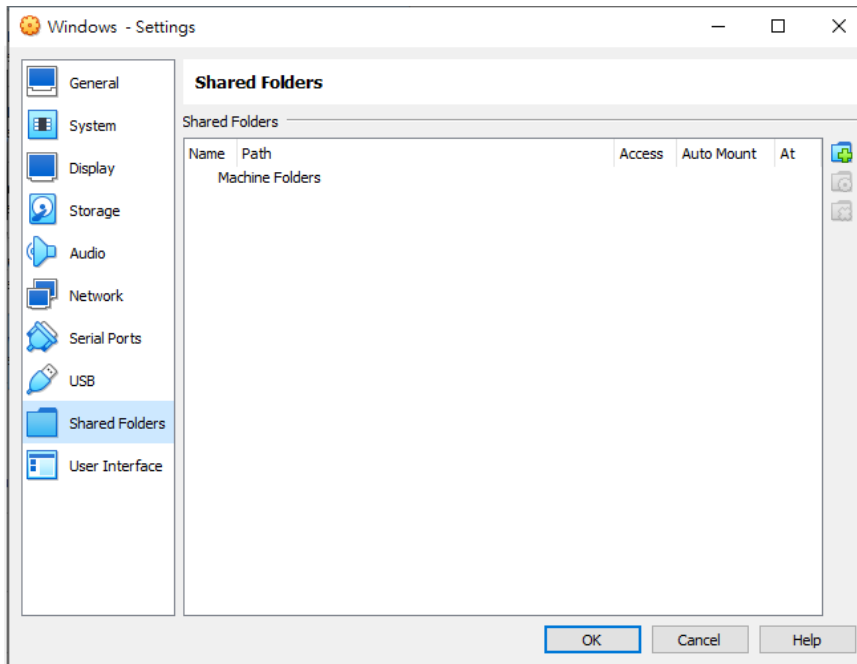 Windows - Settings
General
System
Display
Storage
Audio
Network
Serial Ports
USB
Shared Folders
User Interface
Shared Folders
Shared Folders
Name Path Access Auto Mount At
Machine Folders
OK Cancel Help